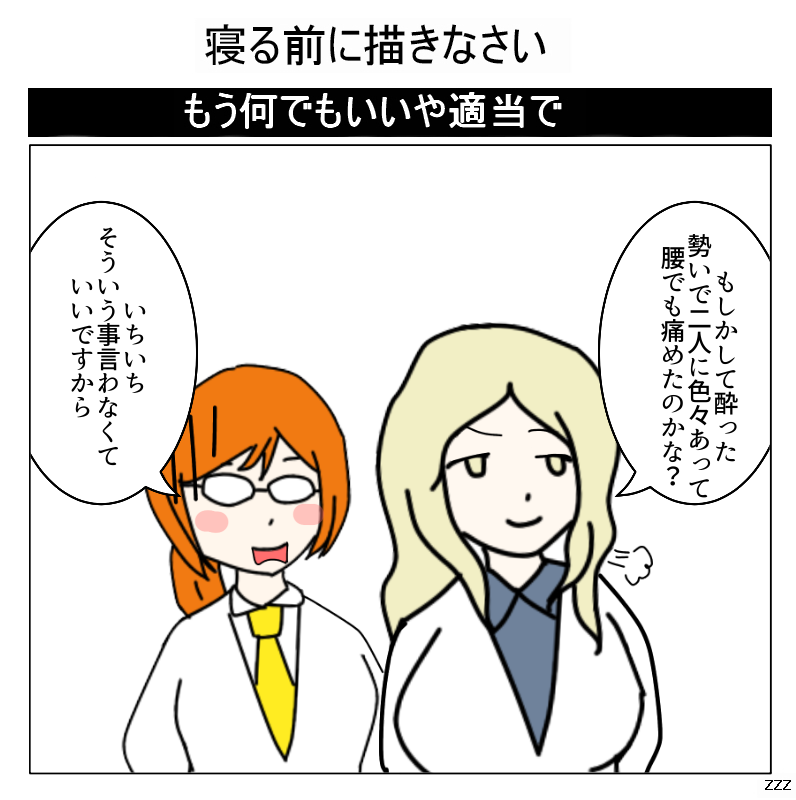 寝る前に描きなさい
もう何でもいいや適当で
もしかして酔った
勢いで二人に色々あって
腰でも痛めたのかな?
いちいち
そういう事言わなくて
いいですから
zzz